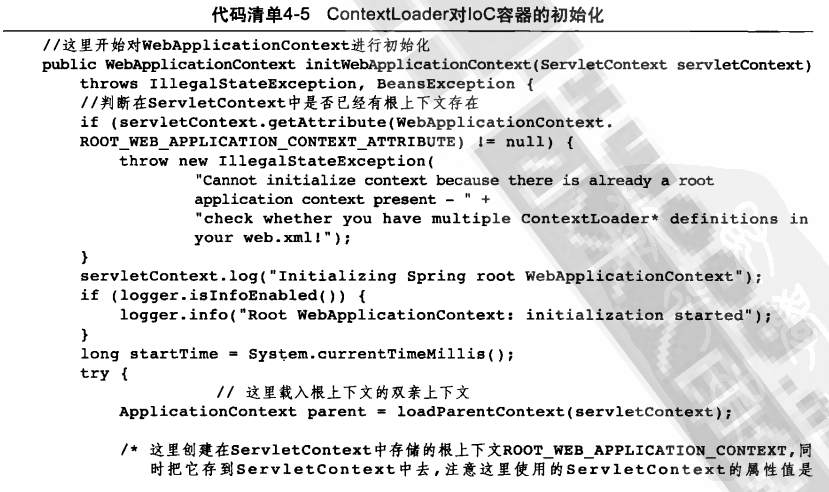 代码清单4-5 ContextLoader对IoC容器的初始化
//这里开始对WebApplicationContext进行初始化
public WebApplicationContext initWebApplicationContext(ServletContext servletContext)
throws IllegalStateException, BeansException {
//判断在ServletContext中是否已经有根上下文存在
if (servletContext.getAttribute(WebApplicationContext.
ROOT_WEB_APPLICATION_CONTEXT_ATTRIBUTE) != null) {
throw new IllegalStateException(
"Cannot initialize context because there is already a root
application context present - " +
"check whether you have multiple ContextLoader* definitions in
your web.xml!");
}
servletContext.log("Initializing Spring root WebApplicationContext");
if (logger.isInfoEnabled()) {
logger.info("Root WebApplicationContext: initialization started");
}
long startTime = System.currentTimeMillis();
try {
// 这里载入根上下文的双亲上下文
ApplicationContext parent = loadParentContext(servletContext);
/* 这里创建在ServletContext中存储的根上下文ROOT_WEB_APPLICATION_CONTEXT,同
时把它存到ServletContext中去,注意这里使用的ServletContext的属性值是